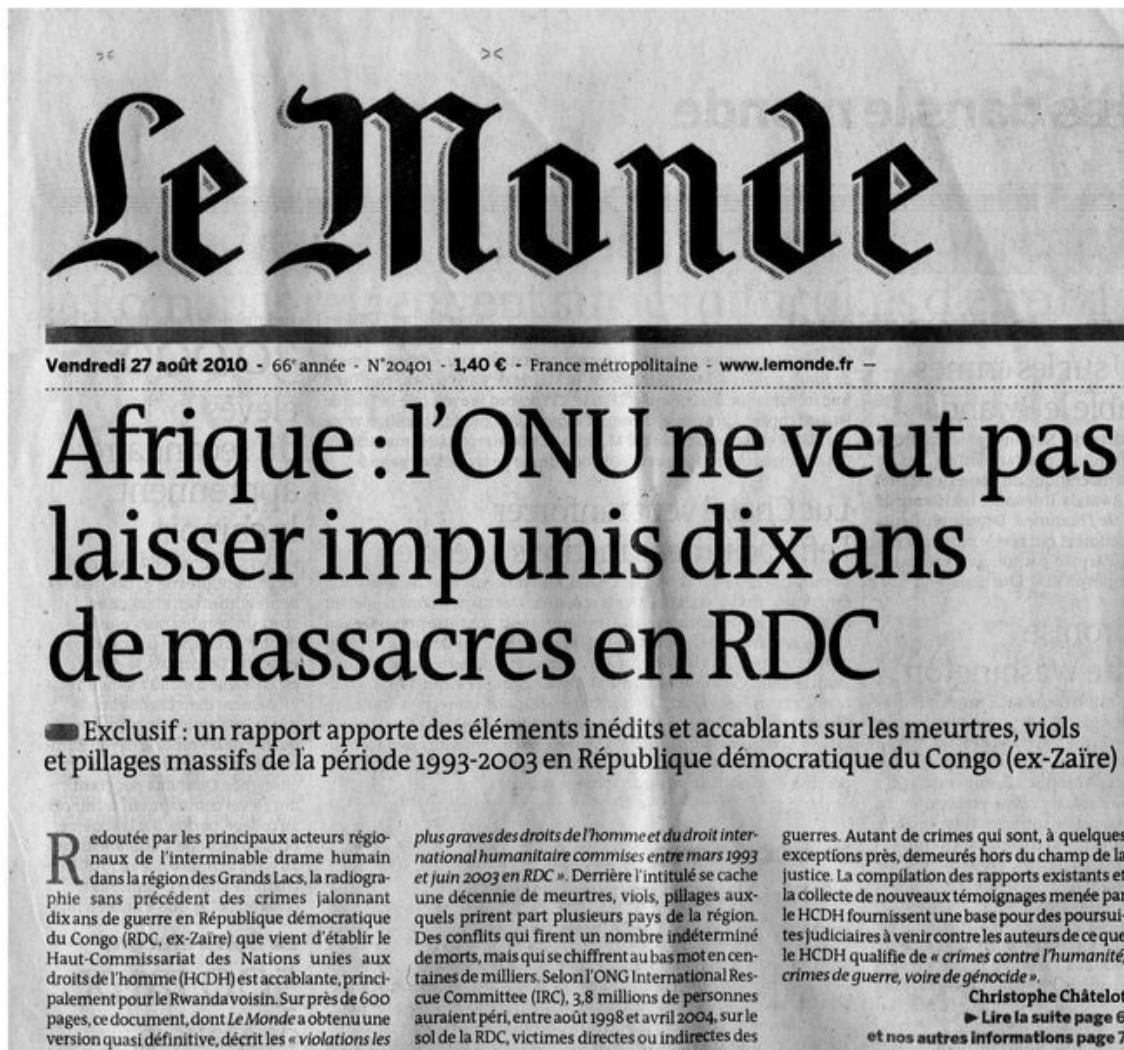 Le Monde
Vendredi 27 août 2010 - 66e année - N°20401 - 1,40 € - France métropolitaine - www.lemonde.fr –
Afrique : l'ONU ne veut pas
laisser impunis dix ans
de massacres en RDC
Exclusif : un rapport apporte des éléments inédits et accablants sur les meurtres, viols
et pillages massifs de la période 1993-2003 en République démocratique du Congo (ex-Zaïre)
Redoutée par les principaux acteurs régio-
naux de l'interminable drame humain
dans la région des Grands Lacs, la radiogra-
phie sans précédent des crimes jalonnant
dix ans de guerre en République démocratique
du Congo (RDC, ex-Zaïre) que vient d'établir le
Haut-Commissariat des Nations unies aux
droits de l'homme (HCDH) est accablante, princi-
palement pour le Rwanda voisin. Sur près de 600
pages, ce document, dont Le Monde a obtenu une
version quasi définitive, décrit les « violations les
plus graves des droits de l'homme et du droit inter-
national humanitaire commises entre mars 1993
et juin 2003 en RDC ». Derrière l'intitulé se cache
une décennie de meurtres, viols, pillages aux-
quels prirent part plusieurs pays de la région.
Des conflits qui firent un nombre indéterminé
de morts, mais qui se chiffrent au bas mot en cen-
taines de milliers. Selon l'ONG International Res-
cue Committee (IRC), 3,8 millions de personnes
auraient péri, entre août 1998 et avril 2004, sur le
sol de la RDC, victimes directes ou indirectes des
guerres. Autant de crimes qui sont, à quelques
exceptions près, demeurés hors du champ de la
justice. La compilation des rapports existants et
la collecte de nouveaux témoignages menée par
le HCDH fournissent une base pour des poursui-
tes judiciaires à venir contre les auteurs de ce que
le HCDH qualifie de « crimes contre l'humanité,
crimes de guerre, voire de génocide ».
Christophe Châtelot
► Lire la suite page 6
et nos autres informations page 7